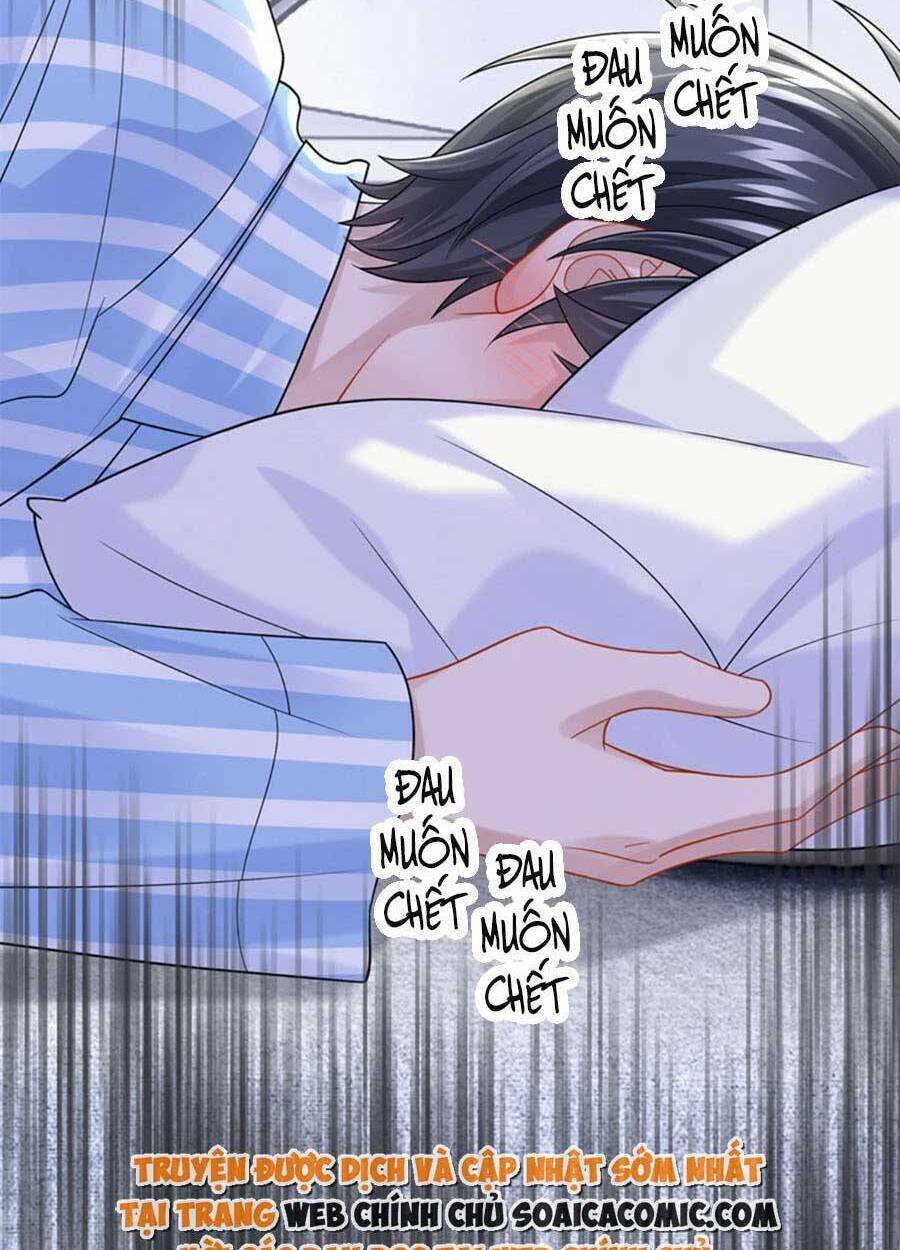 MUỐN
CHẾT
ĐAU
MUỐN
CHẾT
ĐAU
MUỐN
CHẾT
ĐAU
MUỐN
CHẾT
TRUYỆN ĐƯỢC DỊCH VÀ CẬP NHẬT SỚM NHẤT
TẠI TRANG WEB CHÍNH CHỦ SOAICACOMIC.COM